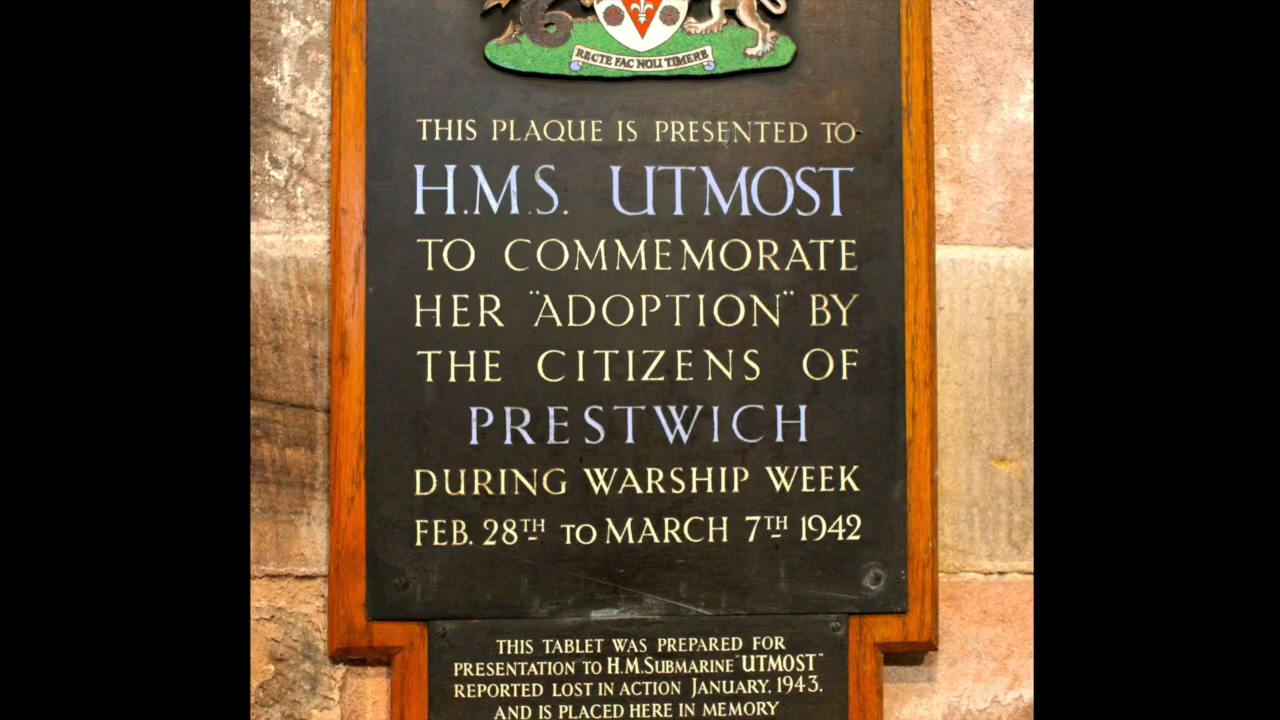 RECTE FAC NOLI TIMERE
THIS PLAQUE IS PRESENTED TO
H.M.S. UTMOST
TO COMMEMORATE
HER "ADOPTION" BY
THE CITIZENS OF
PRESTWICH
DURING WARSHIP WEEK
FEB. 28TH TO MARCH 7TH 1942
THIS TABLET WAS PREPARED FOR
PRESENTATION TO H.M.SUBMARINE "UTMOST"
REPORTED LOST IN ACTION JANUARY, 1943.
AND IS PLACED HERE IN MEMORY